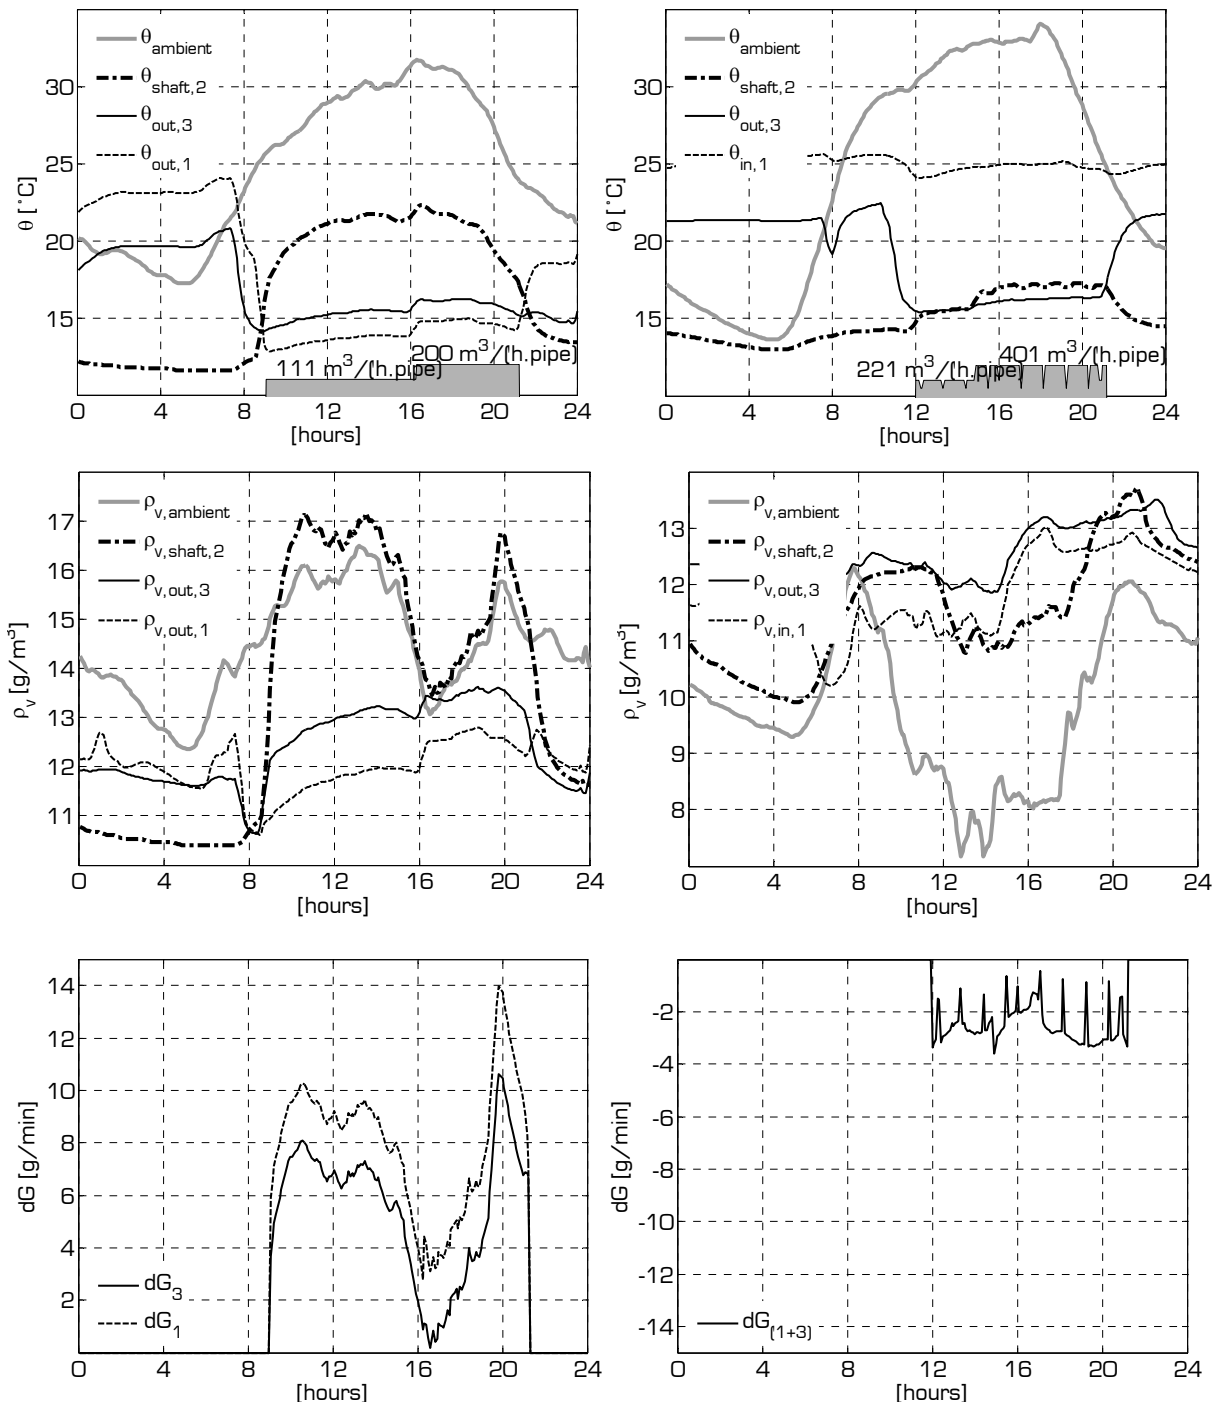 θambient
θshaft,2
θout,3
θout,1
30
25
20
15
θ [˚C]
111 m³/(h.pipe)
200 m³/(h.pipe)
0 4 8 12 16 20 24
[hours]
θambient
θshaft,2
θout,3
θin,1
30
25
20
15
θ [˚C]
221 m³/(h.pipe)
401 m³/(h.pipe)
0 4 8 12 16 20 24
[hours]
ρv,ambient
ρv,shaft,2
ρv,out,3
ρv,out,1
17
16
15
14
13
12
11
ρv [g/m³]
0 4 8 12 16 20 24
[hours]
ρv,ambient
ρv,shaft,2
ρv,out,3
ρv,in,1
13
12
11
10
9
8
ρv [g/m³]
0 4 8 12 16 20 24
[hours]
14
12
10
8
6
4
2
dG [g/min]
dG3
dG1
0 4 8 12 16 20 24
[hours]
-2
-4
-6
-8
-10
-12
-14
dG [g/min]
dG(1+3)
0 4 8 12 16 20 24
[hours]